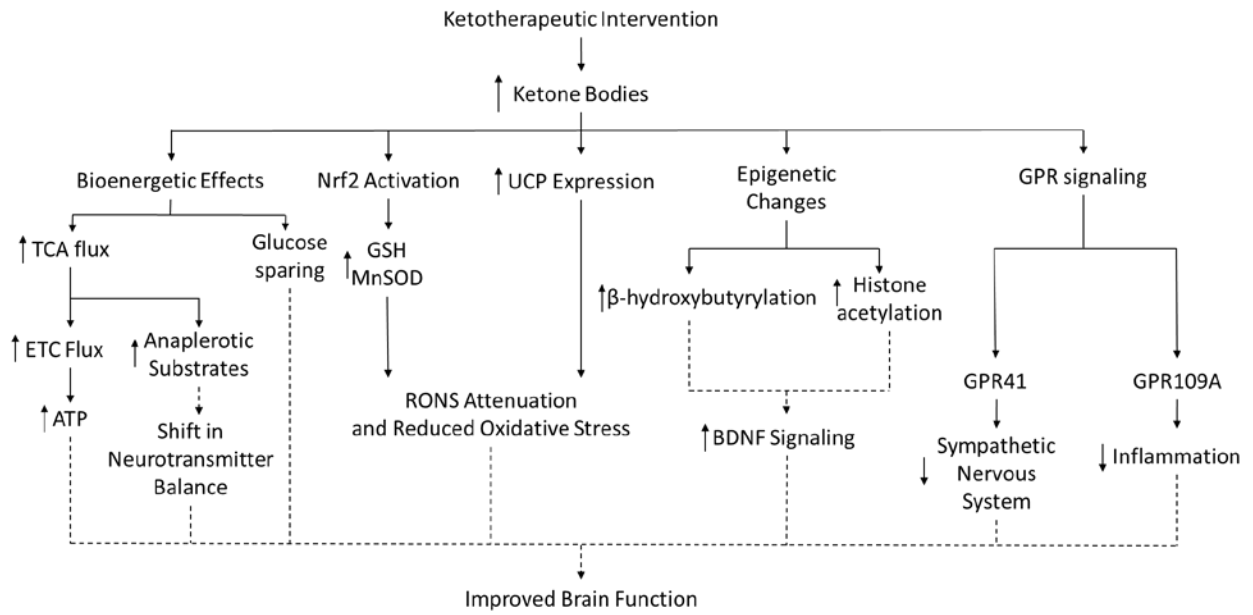 Ketotherapeutic Intervention
Ketone Bodies
Bioenergetic Effects
Nrf2 Activation
UCP Expression
Epigenetic
Changes
GPR signaling
TCA flux
Glucose
sparing
GSH
MnSOD
β-hydroxybutyrylation
Histone
acetylation
ETC Flux
Anaplerotic
Substrates
ATP
Shift in
Neurotransmitter
Balance
RONS Attenuation
and Reduced Oxidative Stress
BDNF Signaling
GPR41
GPR109A
Sympathetic
Nervous
System
Inflammation
Improved Brain Function